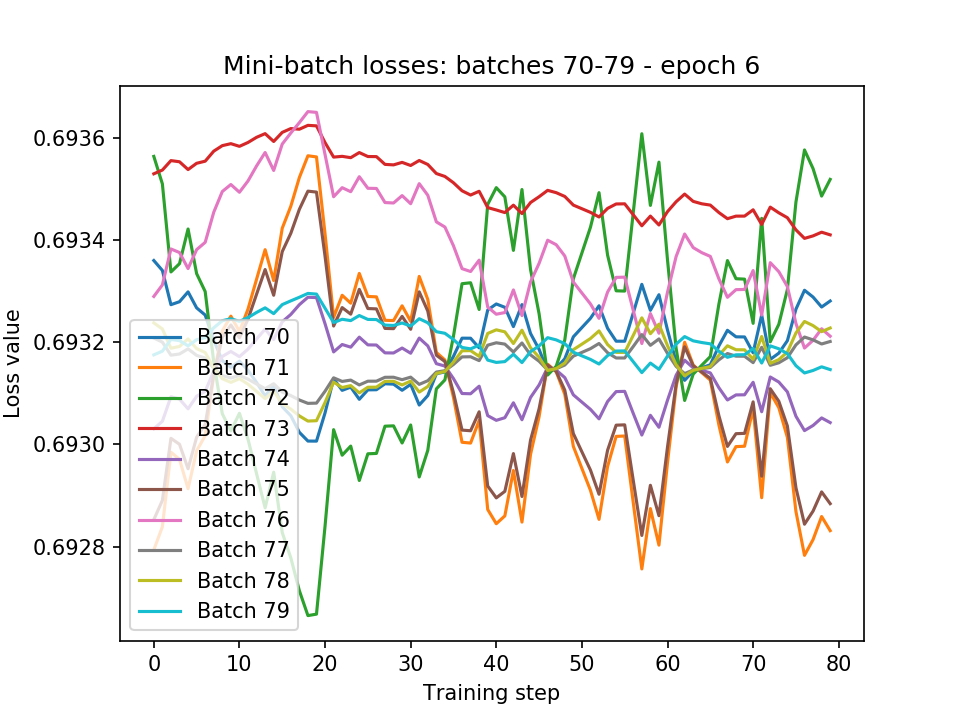 Mini-batch losses: batches 70-79 - epoch 6
Loss value
0.6936
0.6934
0.6932
0.6930
0.6928
Batch 70
Batch 71
Batch 72
Batch 73
Batch 74
Batch 75
Batch 76
Batch 77
Batch 78
Batch 79
0 10 20 30 40 50 60 70 80
Training step